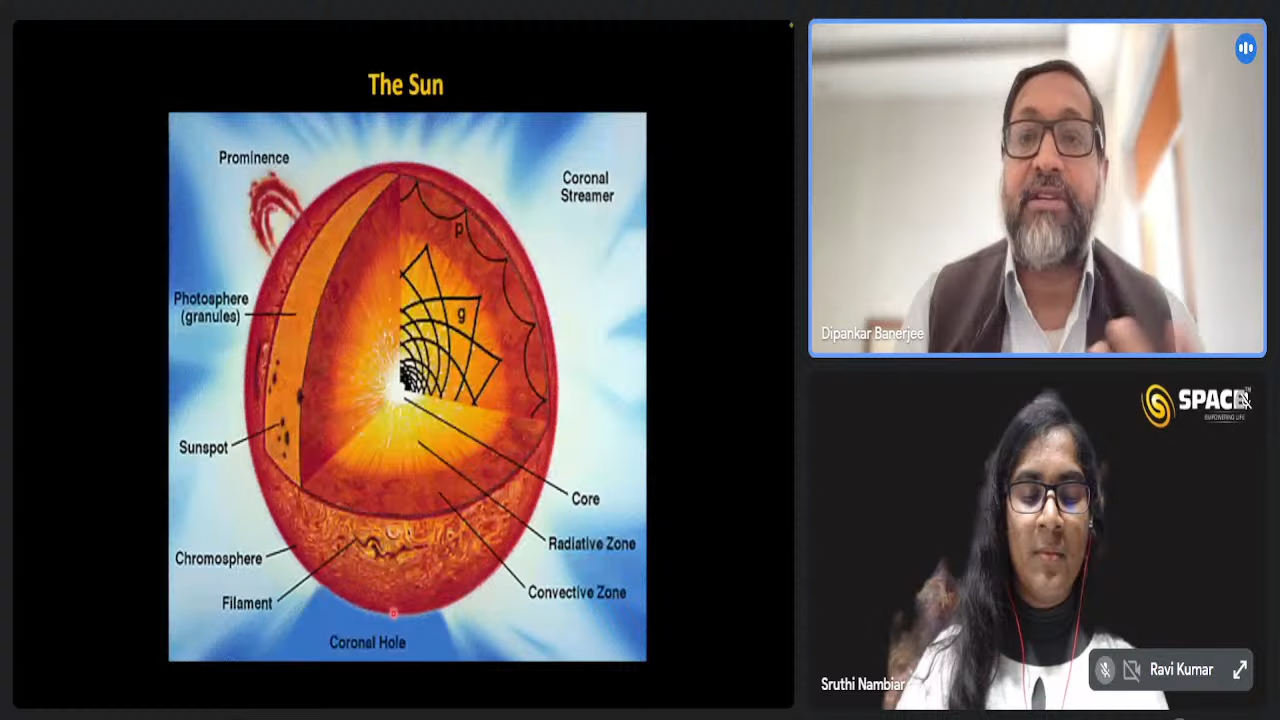 The Sun
Prominence
Coronal
Streamer
p
Photosphere
(granules)
g
Sunspot
Core
Radiative Zone
Chromosphere
Convective Zone
Filament
Coronal Hole
Dipankar Banerjee
SPACE
EMPOWERING LIFE
Ravi Kumar
Sruthi Nambiar